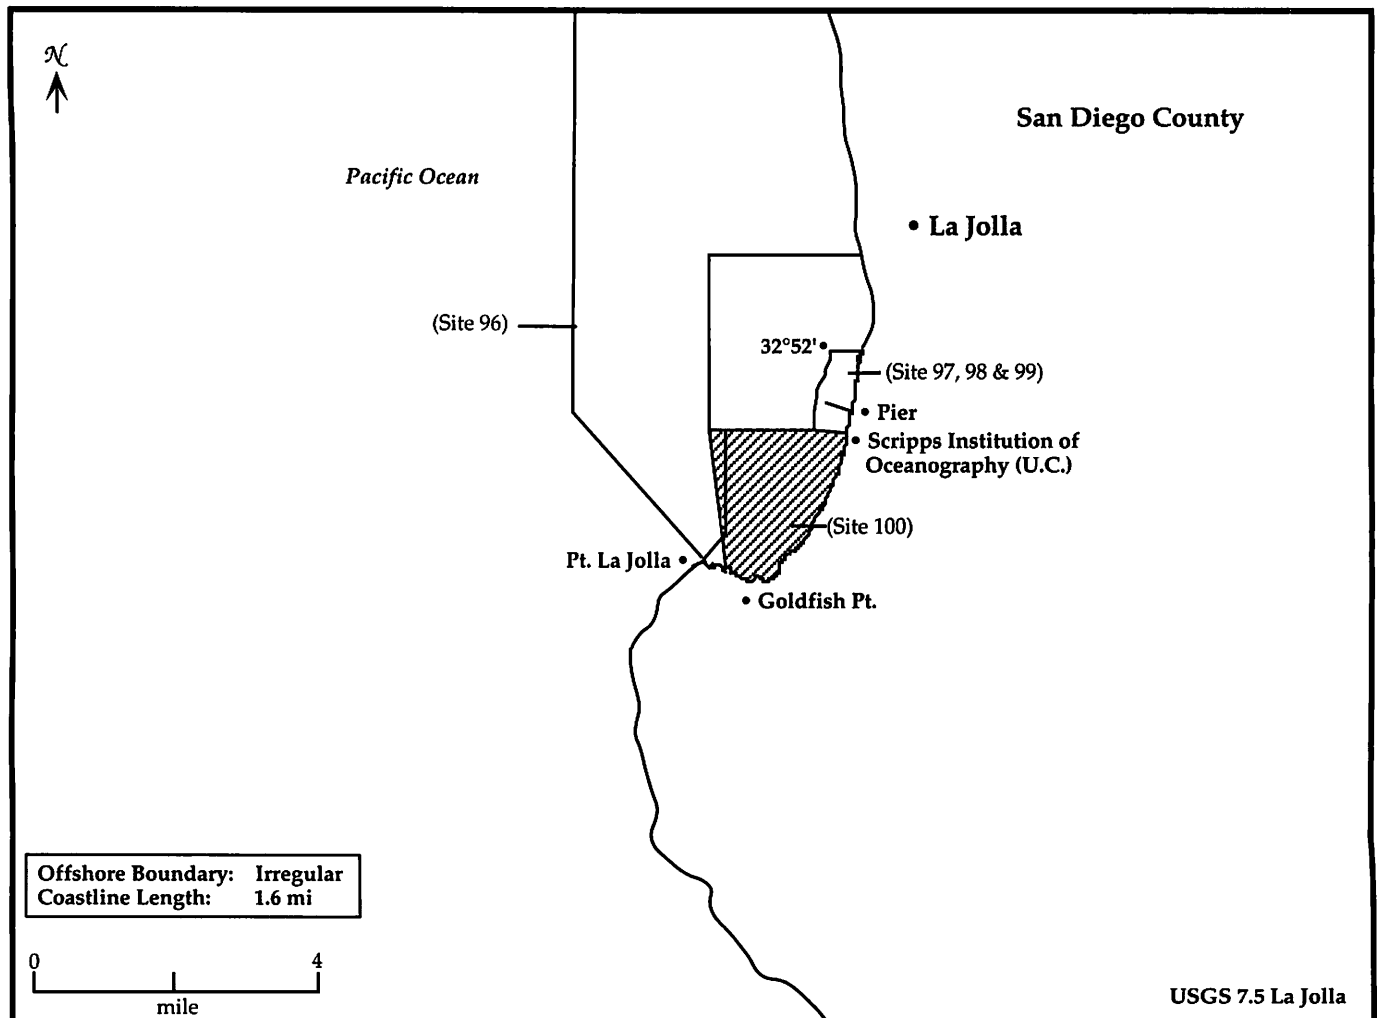 N
San Diego County
Pacific Ocean
• La Jolla
(Site 96)
32°52'•
(Site 97, 98 & 99)
• Pier
• Scripps Institution of
Oceanography (U.C.)
(Site 100)
Pt. La Jolla •
• Goldfish Pt.
Offshore Boundary: Irregular
Coastline Length: 1.6 mi
0 4
mile
USGS 7.5 La Jolla